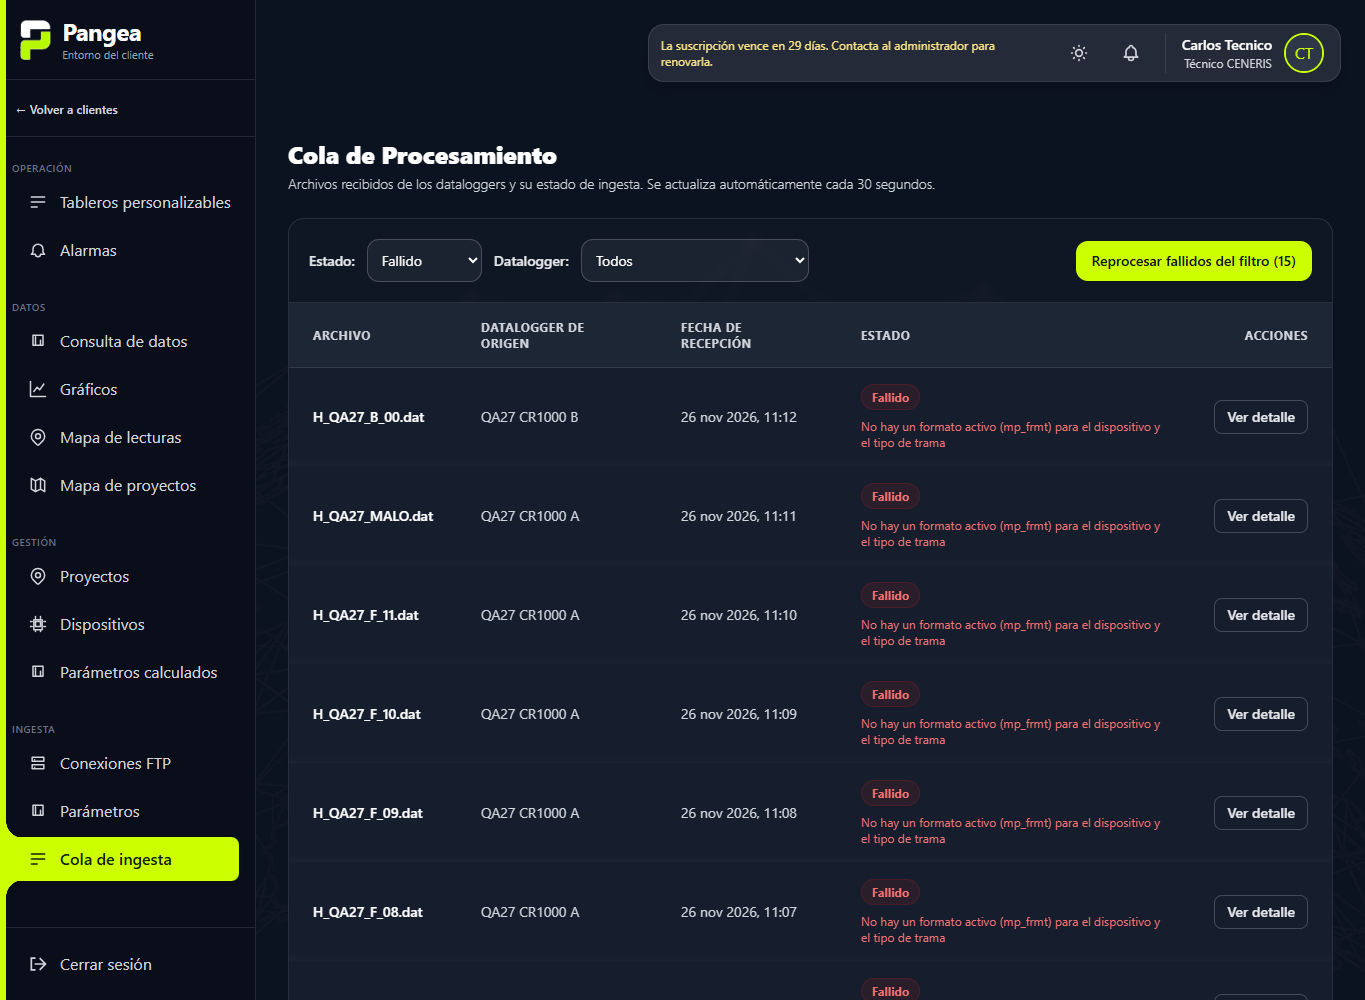 Pangea
Entorno del cliente
← Volver a clientes
OPERACIÓN
Tableros personalizables
Alarmas
DATOS
Consulta de datos
Gráficos
Mapa de lecturas
Mapa de proyectos
GESTIÓN
Proyectos
Dispositivos
Parámetros calculados
INGESTA
Conexiones FTP
Parámetros
Cola de ingesta
Cerrar sesión
La suscripción vence en 29 días. Contacta al administrador para
renovarla.
Carlos Tecnico
Técnico CENERIS
CT
Cola de Procesamiento
Archivos recibidos de los dataloggers y su estado de ingesta. Se actualiza automáticamente cada 30 segundos.
Estado: Fallido Datalogger: Todos Reprocesar fallidos del filtro (15)
ARCHIVO
DATALOGGER DE
ORIGEN
FECHA DE
RECEPCIÓN
ESTADO
ACCIONES
H_QA27_B_00.dat QA27 CR1000 B 26 nov 2026, 11:12
Fallido
No hay un formato activo (mp_frmt) para el dispositivo y
el tipo de trama
Ver detalle
H_QA27_MALO.dat QA27 CR1000 A 26 nov 2026, 11:11
Fallido
No hay un formato activo (mp_frmt) para el dispositivo y
el tipo de trama
Ver detalle
H_QA27_F_11.dat QA27 CR1000 A 26 nov 2026, 11:10
Fallido
No hay un formato activo (mp_frmt) para el dispositivo y
el tipo de trama
Ver detalle
H_QA27_F_10.dat QA27 CR1000 A 26 nov 2026, 11:09
Fallido
No hay un formato activo (mp_frmt) para el dispositivo y
el tipo de trama
Ver detalle
H_QA27_F_09.dat QA27 CR1000 A 26 nov 2026, 11:08
Fallido
No hay un formato activo (mp_frmt) para el dispositivo y
el tipo de trama
Ver detalle
H_QA27_F_08.dat QA27 CR1000 A 26 nov 2026, 11:07
Fallido
No hay un formato activo (mp_frmt) para el dispositivo y
el tipo de trama
Ver detalle
Fallido